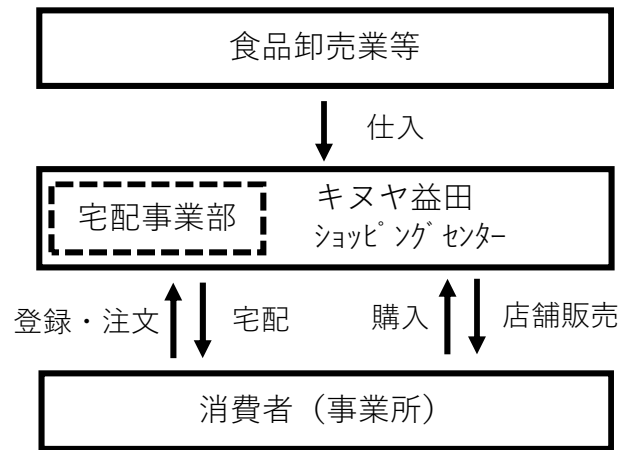 食品卸売業等
仕入
宅配事業部
キヌヤ益田
ｼｮｯﾋﾟﾝｸﾞｾﾝﾀｰ
登録・注文
宅配
購入
店舗販売
消費者（事業所）